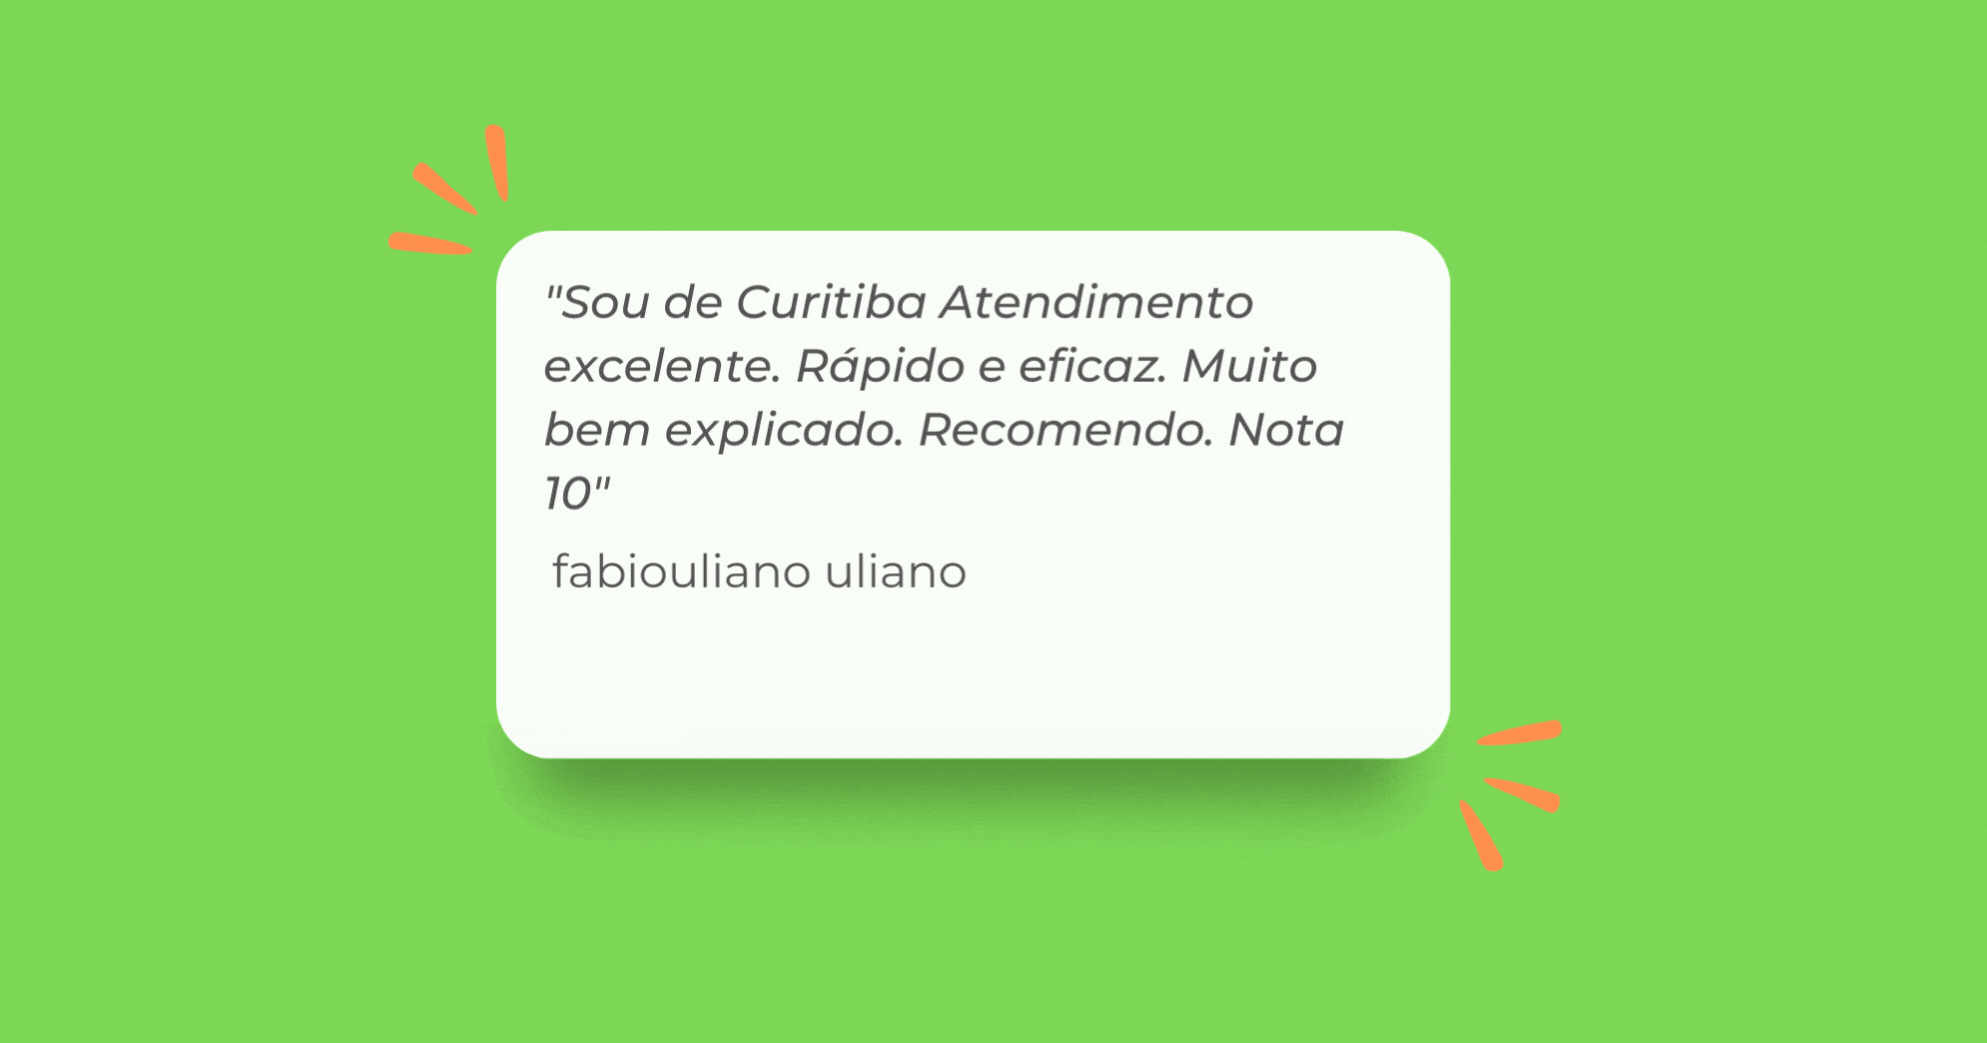 "Sou de Curitiba Atendimento
excelente. Rápido e eficaz. Muito
bem explicado. Recomendo. Nota
10"
fabiouliano uliano